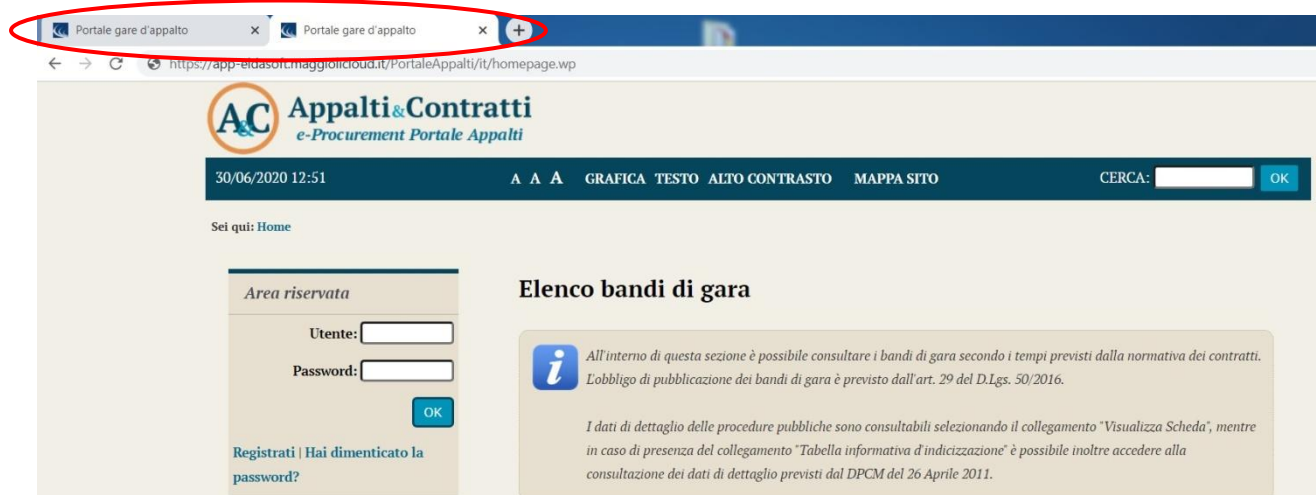 Portale gare d'appalto
Portale gare d'appalto
https://app-eldasoft.maggiolicloud.it/PortaleAppalti/it/homepage.wp
A&C Appalti&Contratti
e-Procurement Portale Appalti
30/06/2020 12:51 A A A GRAFICA TESTO ALTO CONTRASTO MAPPA SITO CERCA: OK
Sei qui: Home
Area riservata
Utente:
Password:
OK
Registrati | Hai dimenticato la
password?
Elenco bandi di gara
All'interno di questa sezione è possibile consultare i bandi di gara secondo i tempi previsti dalla normativa dei contratti.
L'obbligo di pubblicazione dei bandi di gara è previsto dall'art. 29 del D.Lgs. 50/2016.
I dati di dettaglio delle procedure pubbliche sono consultabili selezionando il collegamento "Visualizza Scheda", mentre
in caso di presenza del collegamento "Tabella informativa d'indicizzazione" è possibile inoltre accedere alla
consultazione dei dati di dettaglio previsti dal DPCM del 26 Aprile 2011.